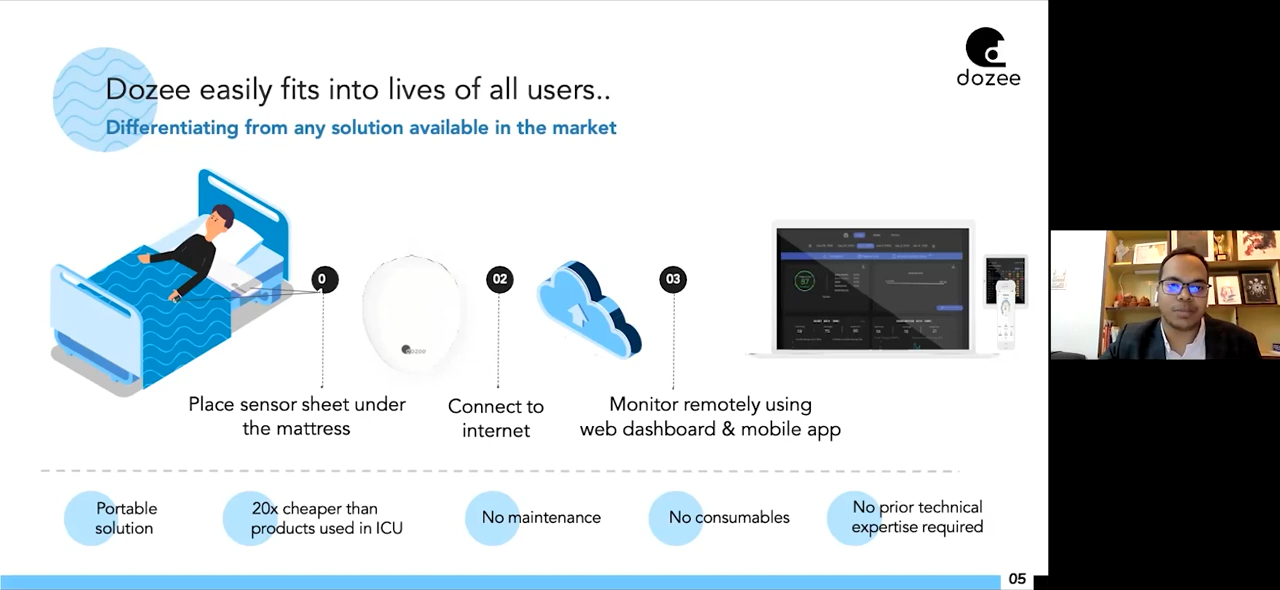 dozee
Dozee easily fits into lives of all users..
Differentiating from any solution available in the market
0
02
03
87
dozee
Place sensor sheet under
the mattress
Connect to
internet
Monitor remotely using
web dashboard & mobile app
Portable
solution
20x cheaper than
products used in ICU
No maintenance
No consumables
No prior technical
expertise required
05